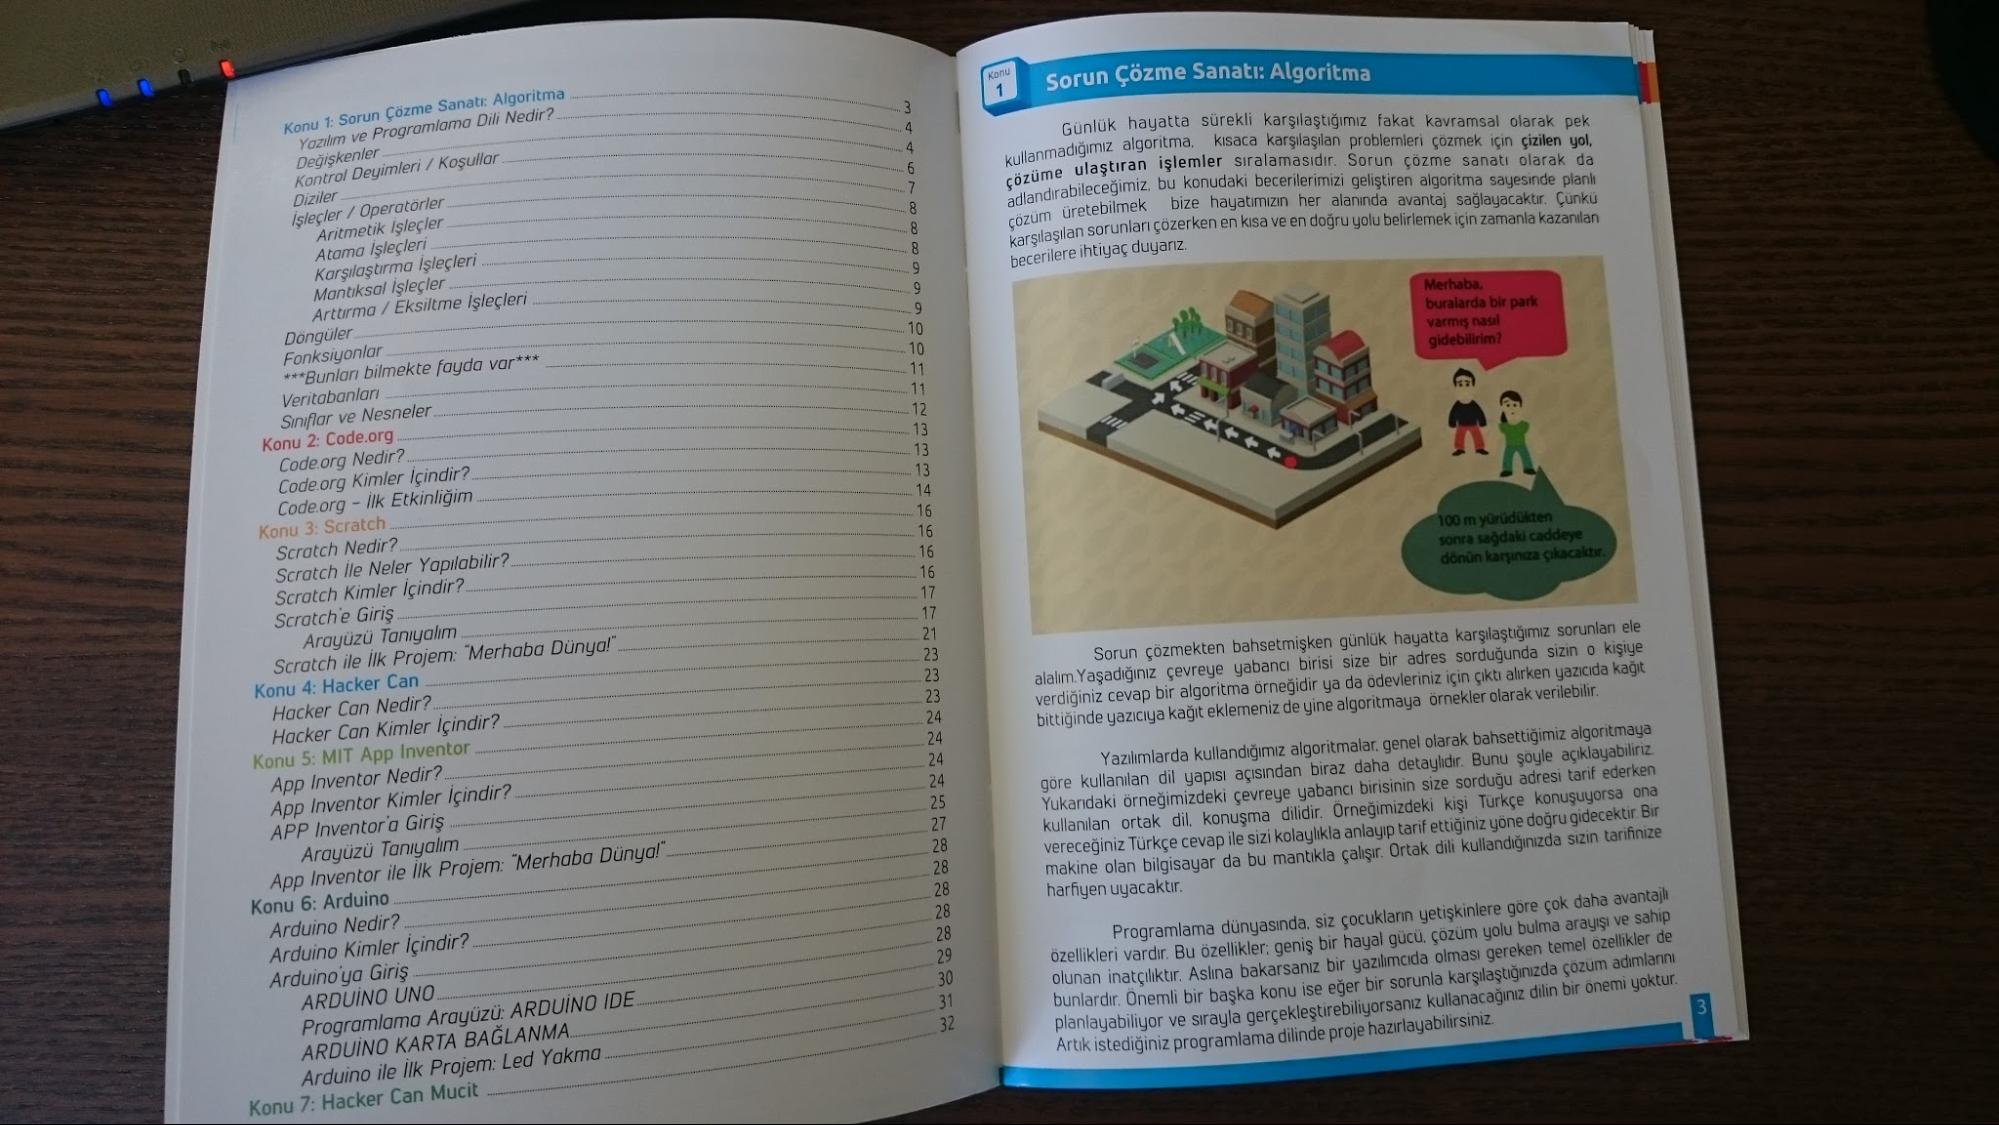 Konu 1: Sorun Çözme Sanatı: Algoritma 3
Yazılım ve Programlama Dili Nedir? 4
Değişkenler 4
Kontrol Deyimleri / Koşullar 6
Diziler 7
İşleçler / Operatörler 8
Aritmetik İşleçler 8
Atama İşleçleri 8
Karşılaştırma İşleçleri 9
Mantıksal İşleçler 9
Arttırma / Eksiltme İşleçleri 9
Döngüler 10
Fonksiyonlar 10
***Bunları bilmekte fayda var*** 11
Veritabanları 11
Sınıflar ve Nesneler 12
Konu 2: Code.org 13
Code.org Nedir? 13
Code.org Kimler İçindir? 13
Code.org – İlk Etkinliğim 14
Konu 3: Scratch 16
Scratch Nedir? 16
Scratch İle Neler Yapılabilir? 16
Scratch Kimler İçindir? 16
Scratch'e Giriş 17
Arayüzü Tanıyalım 17
Scratch ile İlk Projem: "Merhaba Dünya!" 21
Konu 4: Hacker Can 23
Hacker Can Nedir? 23
Hacker Can Kimler İçindir? 23
Konu 5: MIT App Inventor 24
App Inventor Nedir? 24
App Inventor Kimler İçindir? 24
APP Inventor'a Giriş 24
Arayüzü Tanıyalım 25
App Inventor ile İlk Projem: "Merhaba Dünya!" 27
Konu 6: Arduino 28
Arduino Nedir? 28
Arduino Kimler İçindir? 28
Arduino'ya Giriş 28
ARDUİNO UNO 28
Programlama Arayüzü: ARDUİNO IDE 29
ARDUİNO KARTA BAĞLANMA 30
Arduino ile İlk Projem: Led Yakma 31
Konu 7: Hacker Can Mucit 32
Konu
1
Sorun Çözme Sanatı: Algoritma
Günlük hayatta sürekli karşılaştığımız fakat kavramsal olarak pek
kullanmadığımız algoritma, kısaca karşılaşılan problemleri çözmek için çizilen yol,
çözüme ulaştıran işlemler sıralamasıdır. Sorun çözme sanatı olarak da
adlandırabileceğimiz, bu konudaki becerilerimizi geliştiren algoritma sayesinde planlı
çözüm üretebilmek bize hayatımızın her alanında avantaj sağlayacaktır. Çünkü
karşılaşılan sorunları çözerken en kısa ve en doğru yolu belirlemek için zamanla kazanılan
becerilere ihtiyaç duyarız.
Merhaba,
buralarda bir park
varmış nasıl
gidebilirim?
100 m yürüdükten
sonra sağdaki caddeye
dönün karşınıza çıkacaktır.
Sorun çözmekten bahsetmişken günlük hayatta karşılaştığımız sorunları ele
alalım.Yaşadığınız çevreye yabancı birisi size bir adres sorduğunda sizin o kişiye
verdiğiniz cevap bir algoritma örneğidir ya da ödevleriniz için çıktı alırken yazıcıda kağıt
bittiğinde yazıcıya kağıt eklemeniz de yine algoritmaya örnekler olarak verilebilir.
Yazılımlarda kullandığımız algoritmalar, genel olarak bahsettiğimiz algoritmaya
göre kullanılan dil yapısı açısından biraz daha detaylıdır. Bunu şöyle açıklayabiliriz.
Yukarıdaki örneğimizdeki çevreye yabancı birisinin size sorduğu adresi tarif ederken
kullanılan ortak dil, konuşma dilidir. Örneğimizdeki kişi Türkçe konuşuyorsa ona
vereceğiniz Türkçe cevap ile sizi kolaylıkla anlayıp tarif ettiğiniz yöne doğru gidecektir. Bir
makine olan bilgisayar da bu mantıkla çalışır. Ortak dili kullandığınızda sizin tarifinize
harfiyen uyacaktır.
Programlama dünyasında, siz çocukların yetişkinlere göre çok daha avantajlı
özellikleri vardır. Bu özellikler; geniş bir hayal gücü, çözüm yolu bulma arayışı ve sahip
olunan inatçılıktır. Aslına bakarsanız bir yazılımcıda olması gereken temel özellikler de
bunlardır. Önemli bir başka konu ise eğer bir sorunla karşılaştığınızda çözüm adımlarını
planlayabiliyor ve sırayla gerçekleştirebiliyorsanız kullanacağınız dilin bir önemi yoktur.
Artık istediğiniz programlama dilinde proje hazırlayabilirsiniz.
3